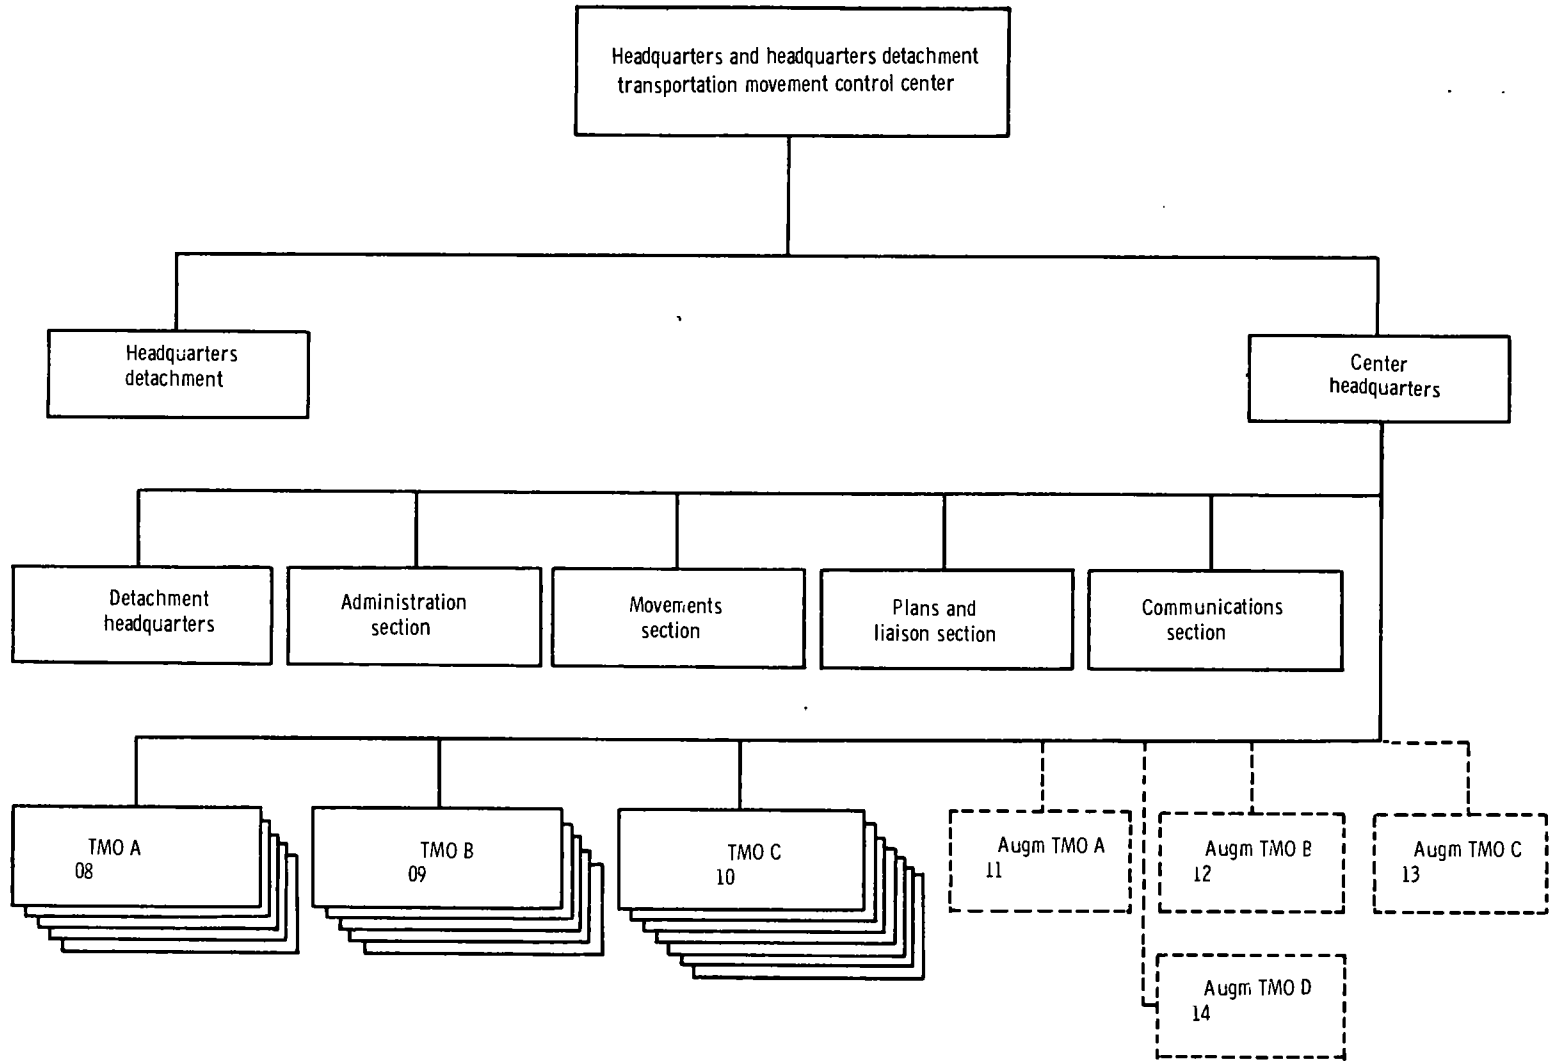 Headquarters and headquarters detachment
transportation movement control center
Headquarters
detachment
Center
headquarters
Detachment
headquarters
Administration
section
Movements
section
Plans and
liaison section
Communications
section
TMO A
08
TMO B
09
TMO C
10
Augm TMO A
11
Augm TMO B
12
Augm TMO C
13
Augm TMO D
14